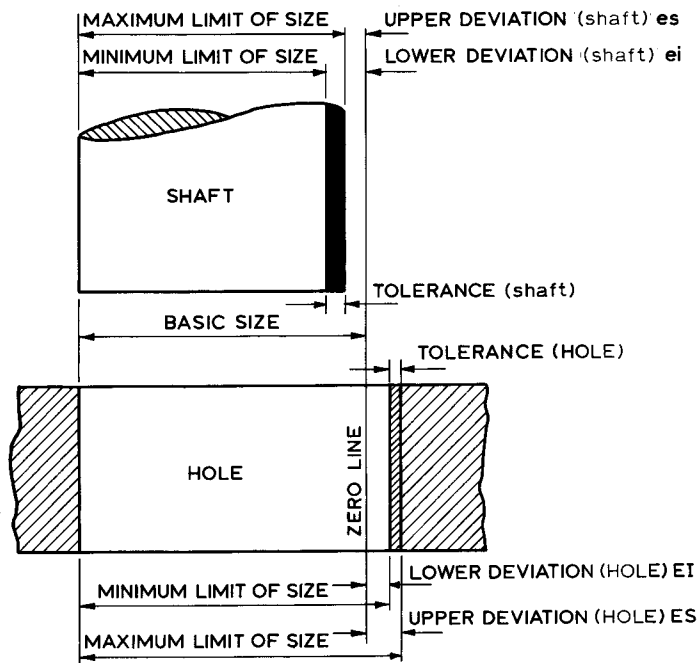 MAXIMUM LIMIT OF SIZE
UPPER DEVIATION (shaft) es
MINIMUM LIMIT OF SIZE
LOWER DEVIATION (shaft) ei
SHAFT
TOLERANCE (shaft)
BASIC SIZE
TOLERANCE (HOLE)
HOLE
ZERO LINE
LOWER DEVIATION (HOLE) EI
MINIMUM LIMIT OF SIZE
UPPER DEVIATION (HOLE) ES
MAXIMUM LIMIT OF SIZE